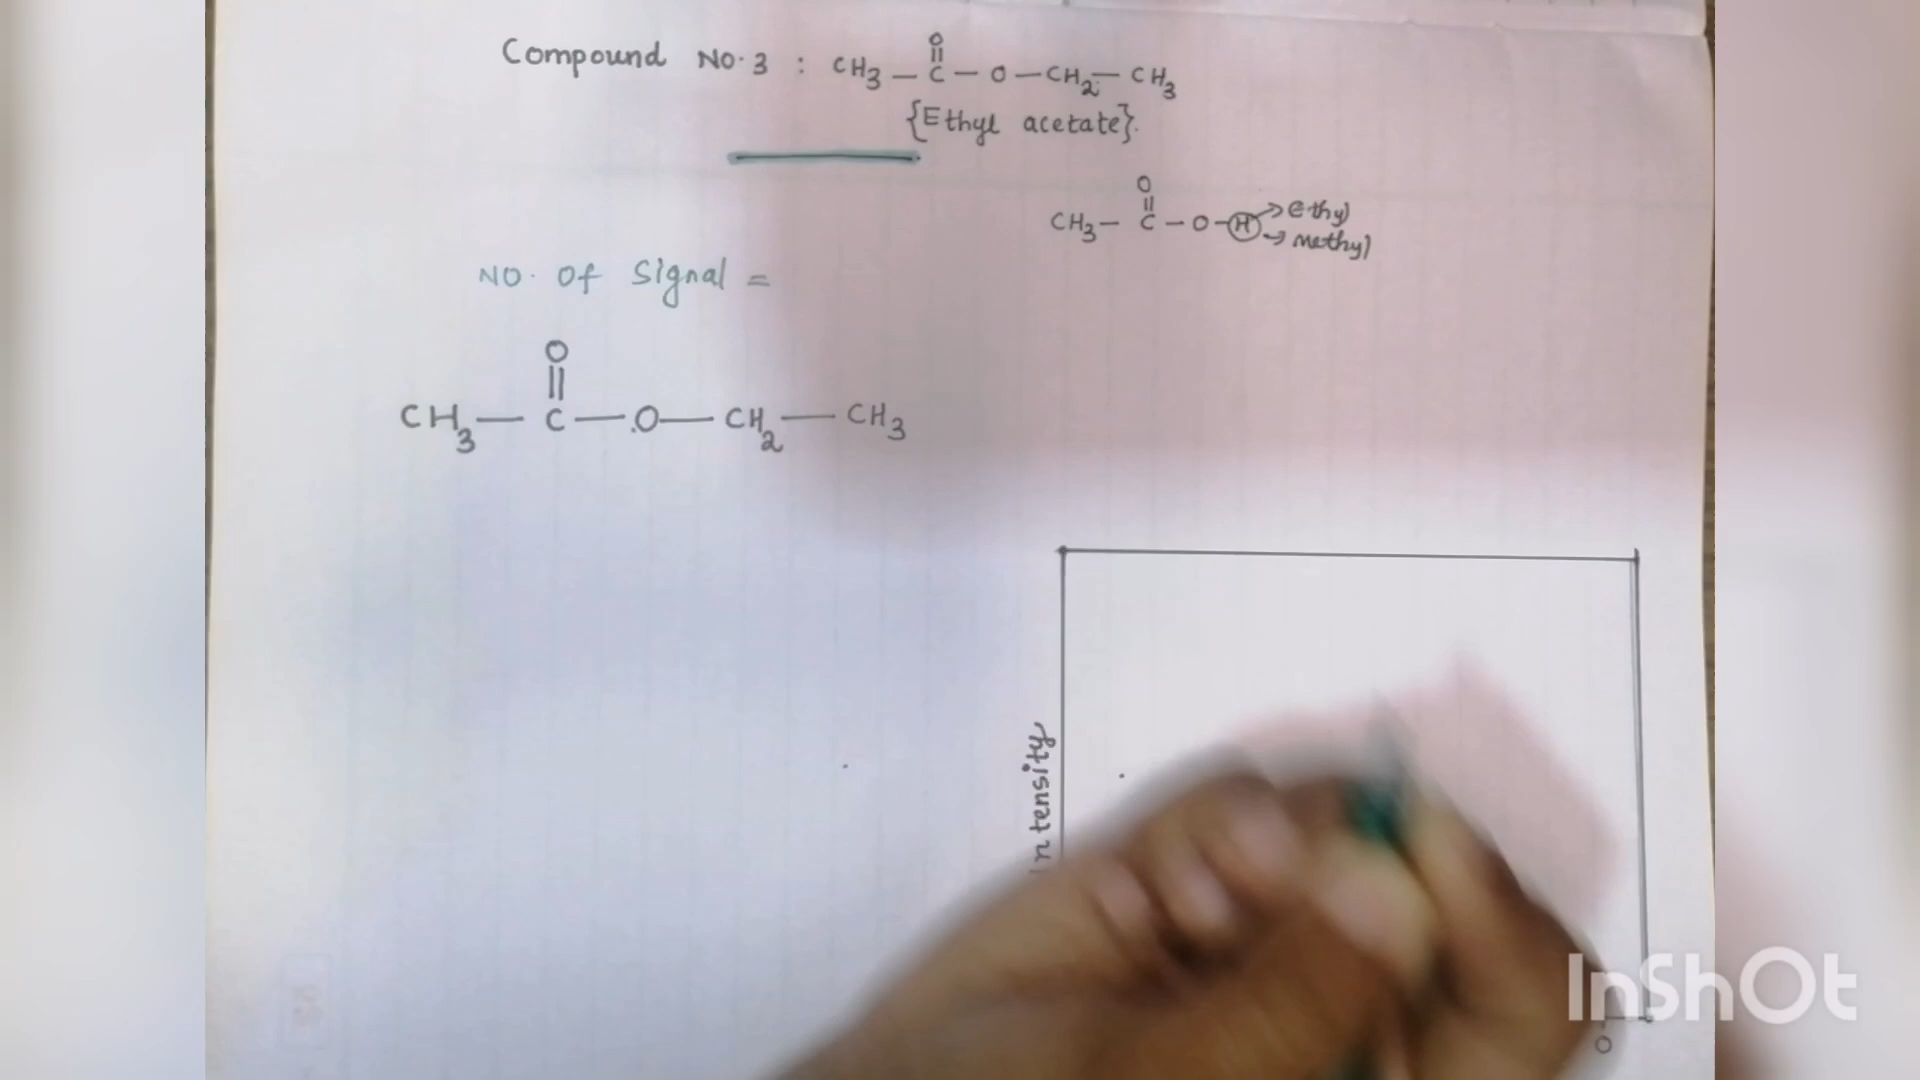 O
Compound No. 3 : CH3 — C — O — CH2 — CH3
{Ethyl acetate}.
O
CH3 — C — O — H → ethyl
→ methyl
NO. Of Signal =
O
CH3 — C — O — CH2 — CH3
ntensity
InShOt
0